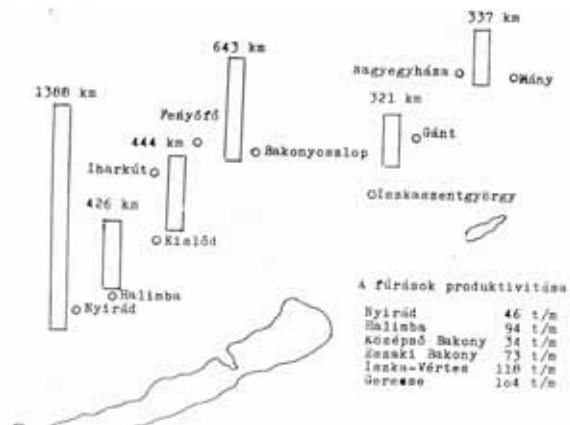 337 km
643 km
Nagyegyháza
Mány
1388 km
321 km
Fenyőfő
Gánt
444 km
Bakonyoszlop
Iharkút
Iszkaszentgyörgy
426 km
Kislőd
Halimba
Nyirád
A fúrások produktivitása
Nyirád 46 t/m
Halimba 94 t/m
Középső Bakony 34 t/m
Északi Bakony 73 t/m
Iszka-Vértes 118 t/m
Gerecse 104 t/m